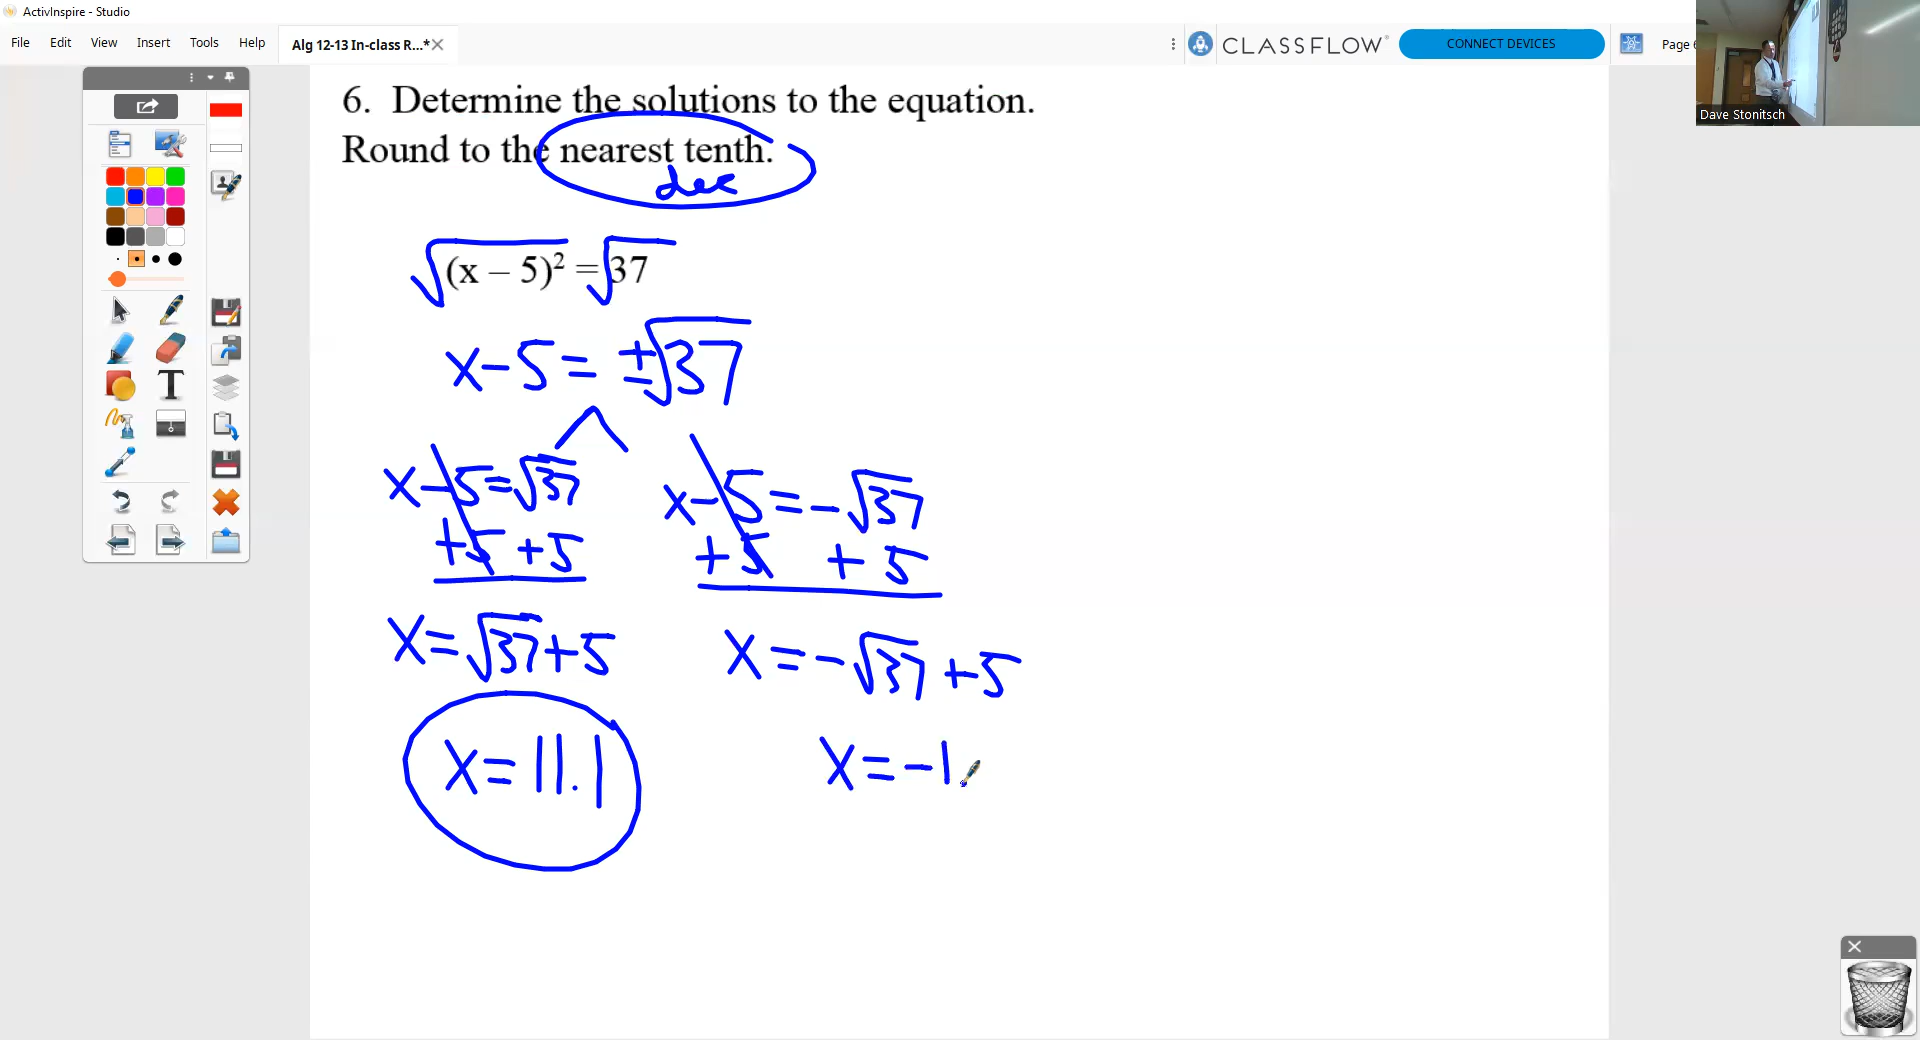 ActivInspire - Studio
File Edit View Insert Tools Help
Alg 12-13 In-class R...*
CLASSFLOW
CONNECT DEVICES
Page
Dave Stonitsch
6. Determine the solutions to the equation.
Round to the nearest tenth.
dec
√(x – 5)² = √37
x - 5 = ±√37
x - 5 = √37
+5 +5
x - 5 = -√37
+5 +5
x = √37 + 5
x = -√37 + 5
x = 11.1
x = -1.
T